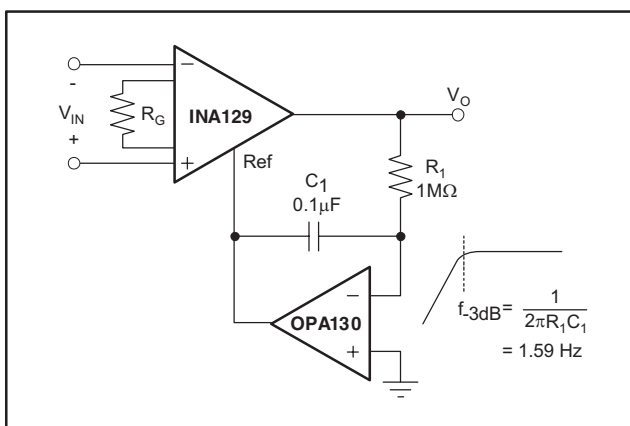 −
-
V_IN
+
R_G
INA129
+
Ref
V_O
C_1
0.1μF
R_1
1MΩ
OPA130
−
+
f_-3dB = 1 / 2πR_1C_1
= 1.59 Hz